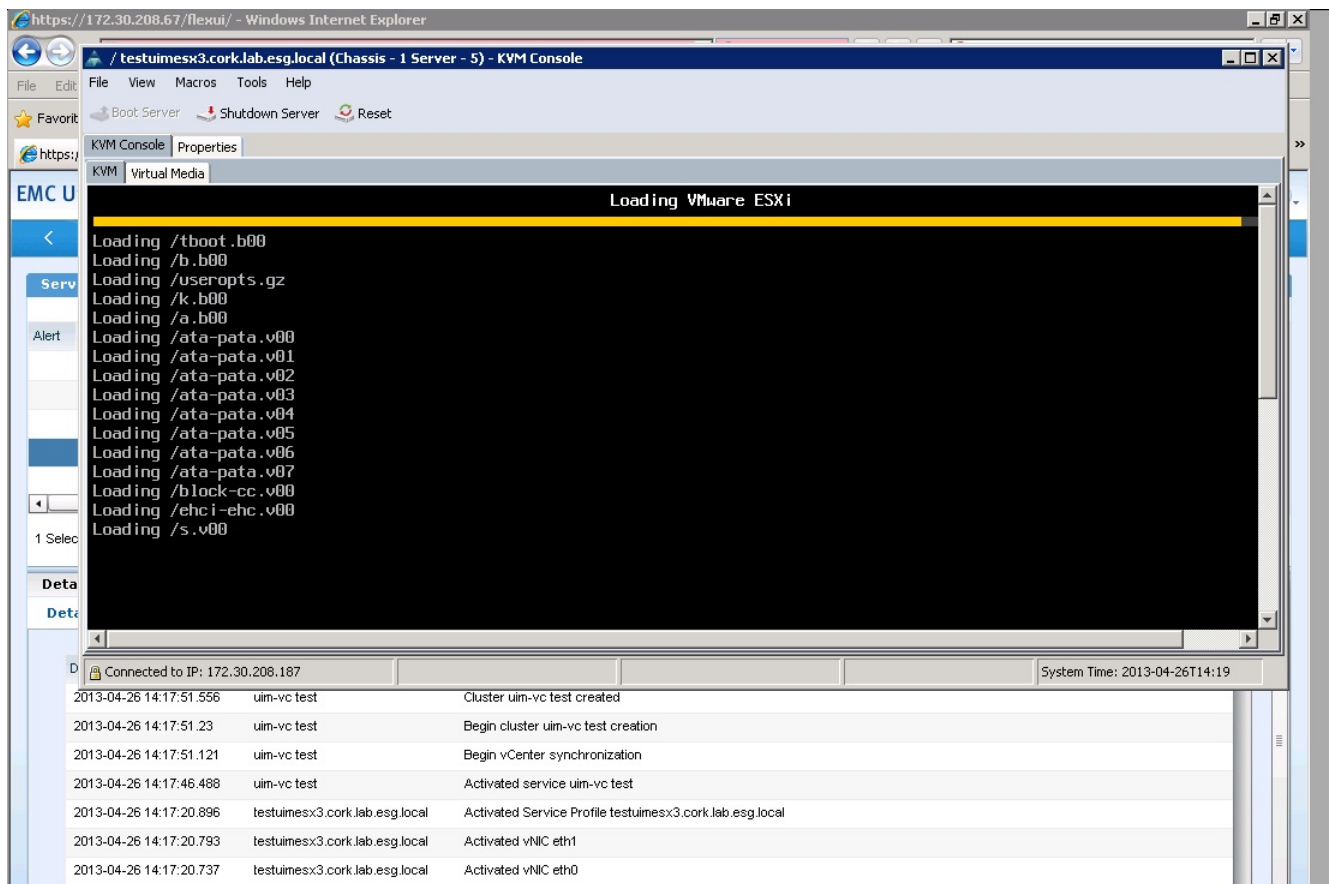 https://172.30.208.67/flexui/ - Windows Internet Explorer
/ testuimesx3.cork.lab.esg.local (Chassis - 1 Server - 5) - KVM Console
File Edit
File View Macros Tools Help
Favorit
Boot Server Shutdown Server Reset
https:/
KVM Console Properties
»
KVM Virtual Media
EMC U
Loading VMware ESXi
Loading /tboot.b00
Loading /b.b00
Loading /useropts.gz
Serv
Loading /k.b00
Loading /a.b00
Alert
Loading /ata-pata.v00
Loading /ata-pata.v01
Loading /ata-pata.v02
Loading /ata-pata.v03
Loading /ata-pata.v04
Loading /ata-pata.v05
Loading /ata-pata.v06
Loading /ata-pata.v07
Loading /block-cc.v00
Loading /ehci-ehc.v00
Loading /s.v00
1 Selec
Deta
Deta
D
Connected to IP: 172.30.208.187 System Time: 2013-04-26T14:19
2013-04-26 14:17:51.556 uim-vc test Cluster uim-vc test created
2013-04-26 14:17:51.23 uim-vc test Begin cluster uim-vc test creation
2013-04-26 14:17:51.121 uim-vc test Begin vCenter synchronization
2013-04-26 14:17:46.488 uim-vc test Activated service uim-vc test
2013-04-26 14:17:20.896 testuimesx3.cork.lab.esg.local Activated Service Profile testuimesx3.cork.lab.esg.local
2013-04-26 14:17:20.793 testuimesx3.cork.lab.esg.local Activated vNIC eth1
2013-04-26 14:17:20.737 testuimesx3.cork.lab.esg.local Activated vNIC eth0